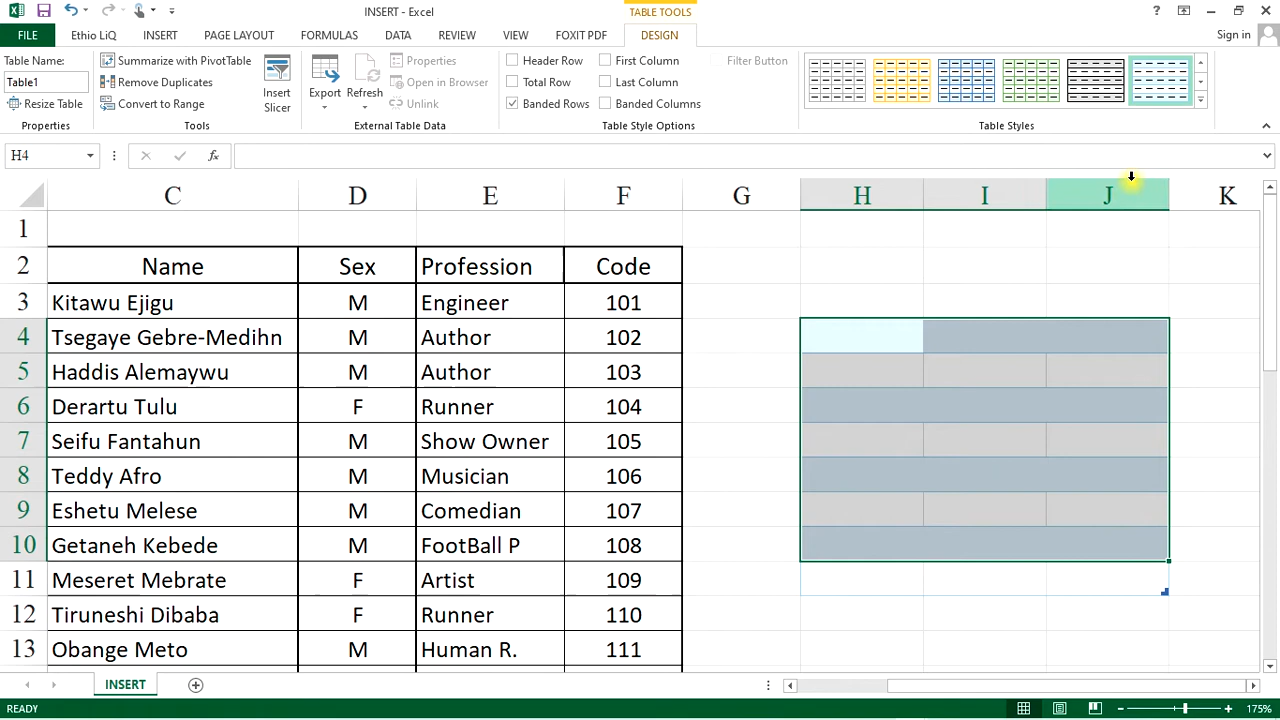 INSERT - Excel
TABLE TOOLS
?
FILE
Ethio LiQ
INSERT
PAGE LAYOUT
FORMULAS
DATA
REVIEW
VIEW
FOXIT PDF
DESIGN
Sign in
Table Name:
Table1
Resize Table
Properties
Summarize with PivotTable
Remove Duplicates
Convert to Range
Tools
Insert
Slicer
Export
Refresh
Properties
Open in Browser
Unlink
External Table Data
Header Row
Total Row
Banded Rows
First Column
Last Column
Banded Columns
Filter Button
Table Style Options
Table Styles
H4
fx
C D E F G H I J K
1
2 Name Sex Profession Code
3 Kitawu Ejigu M Engineer 101
4 Tsegaye Gebre-Medihn M Author 102
5 Haddis Alemaywu M Author 103
6 Derartu Tulu F Runner 104
7 Seifu Fantahun M Show Owner 105
8 Teddy Afro M Musician 106
9 Eshetu Melese M Comedian 107
10 Getaneh Kebede M FootBall P 108
11 Meseret Mebrate F Artist 109
12 Tiruneshi Dibaba F Runner 110
13 Obange Meto M Human R. 111
INSERT
READY
175%